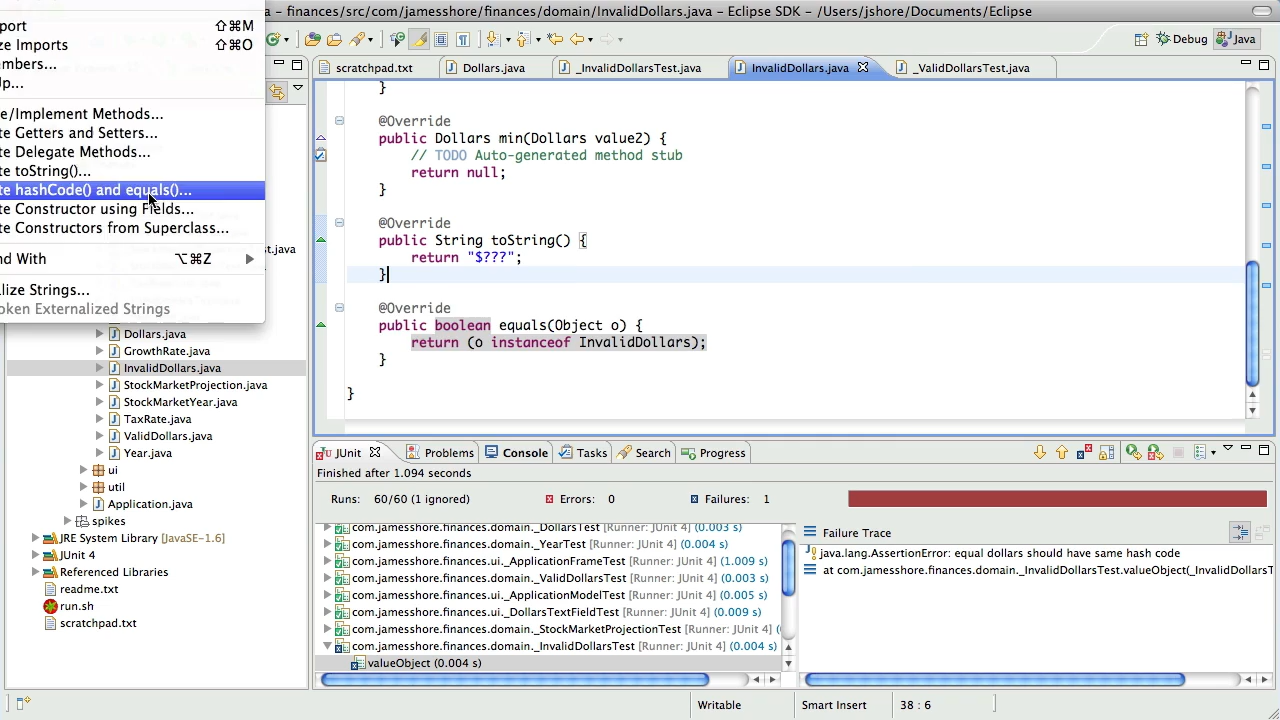 - finances/src/com/jamesshore/finances/domain/InvalidDollars.java - Eclipse SDK - /Users/jshore/Documents/Eclipse
port ⇧⌘M
ze Imports ⇧⌘O
mbers...
p...
e/Implement Methods...
te Getters and Setters...
te Delegate Methods...
te toString()...
te hashCode() and equals()...
te Constructor using Fields...
te Constructors from Superclass...
nd With ⌥⌘Z
lize Strings...
oken Externalized Strings
Debug Java
scratchpad.txt Dollars.java _InvalidDollarsTest.java InvalidDollars.java _ValidDollarsTest.java
}
@Override
public Dollars min(Dollars value2) {
// TODO Auto-generated method stub
return null;
}
@Override
public String toString() {
return "$???";
}
@Override
public boolean equals(Object o) {
return (o instanceof InvalidDollars);
}
}
st.java
Dollars.java
GrowthRate.java
InvalidDollars.java
StockMarketProjection.java
StockMarketYear.java
TaxRate.java
ValidDollars.java
Year.java
ui
util
Application.java
spikes
JRE System Library [JavaSE-1.6]
JUnit 4
Referenced Libraries
readme.txt
run.sh
scratchpad.txt
JUnit Problems Console Tasks Search Progress
Finished after 1.094 seconds
Runs: 60/60 (1 ignored) Errors: 0 Failures: 1
com.jamesshore.finances.domain._DollarsTest [Runner: JUnit 4] (0.003 s)
com.jamesshore.finances.domain._YearTest [Runner: JUnit 4] (0.004 s)
com.jamesshore.finances.ui._ApplicationFrameTest [Runner: JUnit 4] (1.009 s)
com.jamesshore.finances.domain._ValidDollarsTest [Runner: JUnit 4] (0.003 s)
com.jamesshore.finances.ui._ApplicationModelTest [Runner: JUnit 4] (0.005 s)
com.jamesshore.finances.ui._DollarsTextFieldTest [Runner: JUnit 4] (0.009 s)
com.jamesshore.finances.domain._StockMarketProjectionTest [Runner: JUnit 4] (
com.jamesshore.finances.domain._InvalidDollarsTest [Runner: JUnit 4] (0.004 s)
valueObject (0.004 s)
Failure Trace
java.lang.AssertionError: equal dollars should have same hash code
at com.jamesshore.finances.domain._InvalidDollarsTest.valueObject(_InvalidDollarsT
Writable Smart Insert 38 : 6